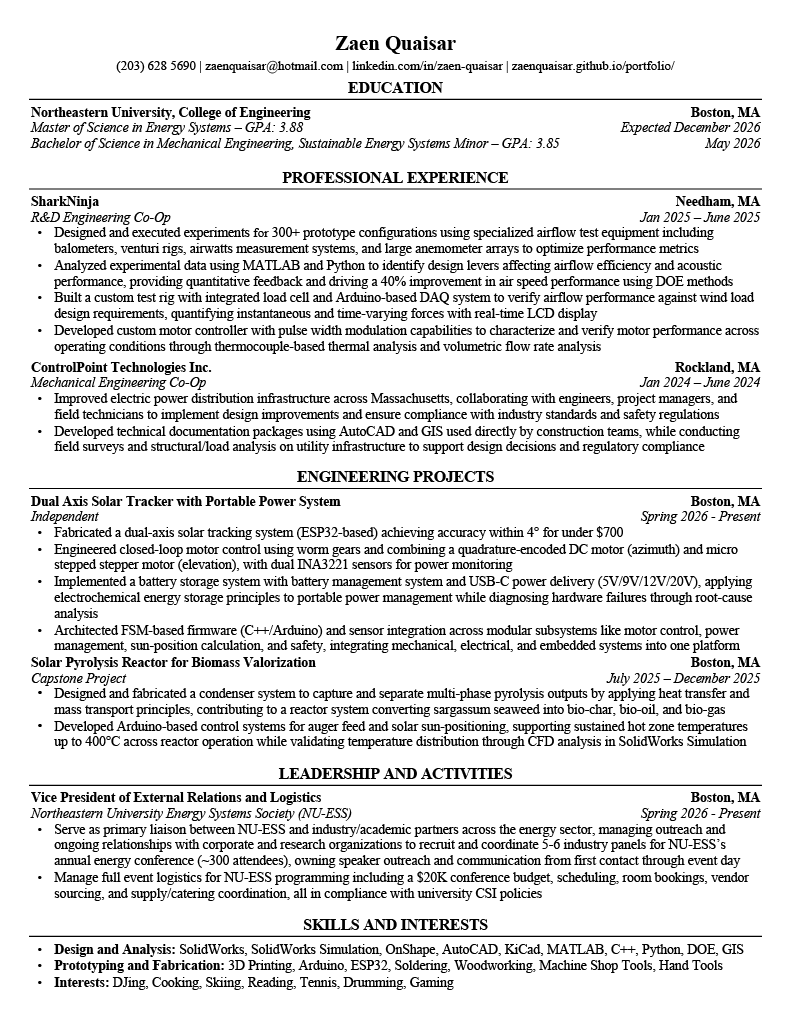 Zaen Quaisar
(203) 628 5690 | zaenquaisar@hotmail.com | linkedin.com/in/zaen-quaisar | zaenquaisar.github.io/portfolio/
EDUCATION
Northeastern University, College of Engineering Boston, MA
Master of Science in Energy Systems – GPA: 3.88 Expected December 2026
Bachelor of Science in Mechanical Engineering, Sustainable Energy Systems Minor – GPA: 3.85 May 2026
PROFESSIONAL EXPERIENCE
SharkNinja Needham, MA
R&D Engineering Co-Op Jan 2025 – June 2025
• Designed and executed experiments for 300+ prototype configurations using specialized airflow test equipment including
balometers, venturi rigs, airwatts measurement systems, and large anemometer arrays to optimize performance metrics
• Analyzed experimental data using MATLAB and Python to identify design levers affecting airflow efficiency and acoustic
performance, providing quantitative feedback and driving a 40% improvement in air speed performance using DOE methods
• Built a custom test rig with integrated load cell and Arduino-based DAQ system to verify airflow performance against wind load
design requirements, quantifying instantaneous and time-varying forces with real-time LCD display
• Developed custom motor controller with pulse width modulation capabilities to characterize and verify motor performance across
operating conditions through thermocouple-based thermal analysis and volumetric flow rate analysis
ControlPoint Technologies Inc. Rockland, MA
Mechanical Engineering Co-Op Jan 2024 – June 2024
• Improved electric power distribution infrastructure across Massachusetts, collaborating with engineers, project managers, and
field technicians to implement design improvements and ensure compliance with industry standards and safety regulations
• Developed technical documentation packages using AutoCAD and GIS used directly by construction teams, while conducting
field surveys and structural/load analysis on utility infrastructure to support design decisions and regulatory compliance
ENGINEERING PROJECTS
Dual Axis Solar Tracker with Portable Power System Boston, MA
Independent Spring 2026 - Present
• Fabricated a dual-axis solar tracking system (ESP32-based) achieving accuracy within 4° for under $700
• Engineered closed-loop motor control using worm gears and combining a quadrature-encoded DC motor (azimuth) and micro
stepped stepper motor (elevation), with dual INA3221 sensors for power monitoring
• Implemented a battery storage system with battery management system and USB-C power delivery (5V/9V/12V/20V), applying
electrochemical energy storage principles to portable power management while diagnosing hardware failures through root-cause
analysis
• Architected FSM-based firmware (C++/Arduino) and sensor integration across modular subsystems like motor control, power
management, sun-position calculation, and safety, integrating mechanical, electrical, and embedded systems into one platform
Solar Pyrolysis Reactor for Biomass Valorization Boston, MA
Capstone Project July 2025 – December 2025
• Designed and fabricated a condenser system to capture and separate multi-phase pyrolysis outputs by applying heat transfer and
mass transport principles, contributing to a reactor system converting sargassum seaweed into bio-char, bio-oil, and bio-gas
• Developed Arduino-based control systems for auger feed and solar sun-positioning, supporting sustained hot zone temperatures
up to 400°C across reactor operation while validating temperature distribution through CFD analysis in SolidWorks Simulation
LEADERSHIP AND ACTIVITIES
Vice President of External Relations and Logistics Boston, MA
Northeastern University Energy Systems Society (NU-ESS) Spring 2026 - Present
• Serve as primary liaison between NU-ESS and industry/academic partners across the energy sector, managing outreach and
ongoing relationships with corporate and research organizations to recruit and coordinate 5-6 industry panels for NU-ESS's
annual energy conference (~300 attendees), owning speaker outreach and communication from first contact through event day
• Manage full event logistics for NU-ESS programming including a $20K conference budget, scheduling, room bookings, vendor
sourcing, and supply/catering coordination, all in compliance with university CSI policies
SKILLS AND INTERESTS
• Design and Analysis: SolidWorks, SolidWorks Simulation, OnShape, AutoCAD, KiCad, MATLAB, C++, Python, DOE, GIS
• Prototyping and Fabrication: 3D Printing, Arduino, ESP32, Soldering, Woodworking, Machine Shop Tools, Hand Tools
• Interests: DJing, Cooking, Skiing, Reading, Tennis, Drumming, Gaming